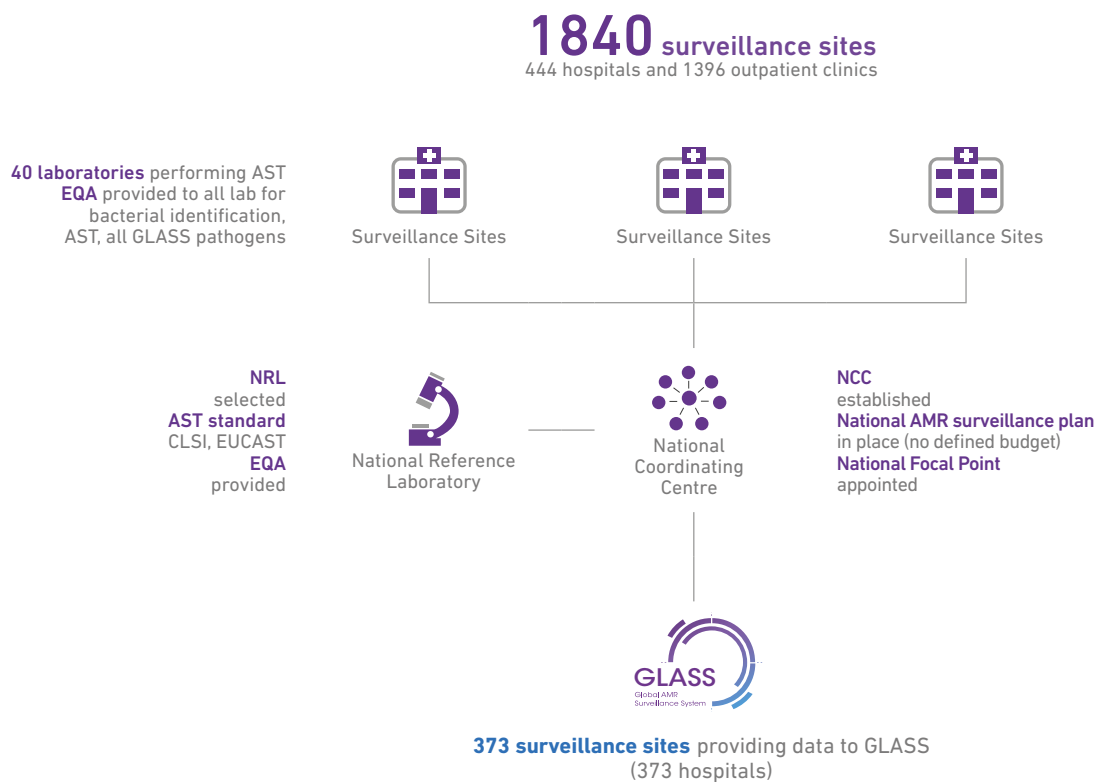 1840 surveillance sites
444 hospitals and 1396 outpatient clinics
40 laboratories performing AST
EQA provided to all lab for
bacterial identification,
AST, all GLASS pathogens
Surveillance Sites
Surveillance Sites
Surveillance Sites
NRL
selected
AST standard
CLSI, EUCAST
EQA
provided
National Reference
Laboratory
National
Coordinating
Centre
NCC
established
National AMR surveillance plan
in place (no defined budget)
National Focal Point
appointed
GLASS
Global AMR
Surveillance System
373 surveillance sites providing data to GLASS
(373 hospitals)